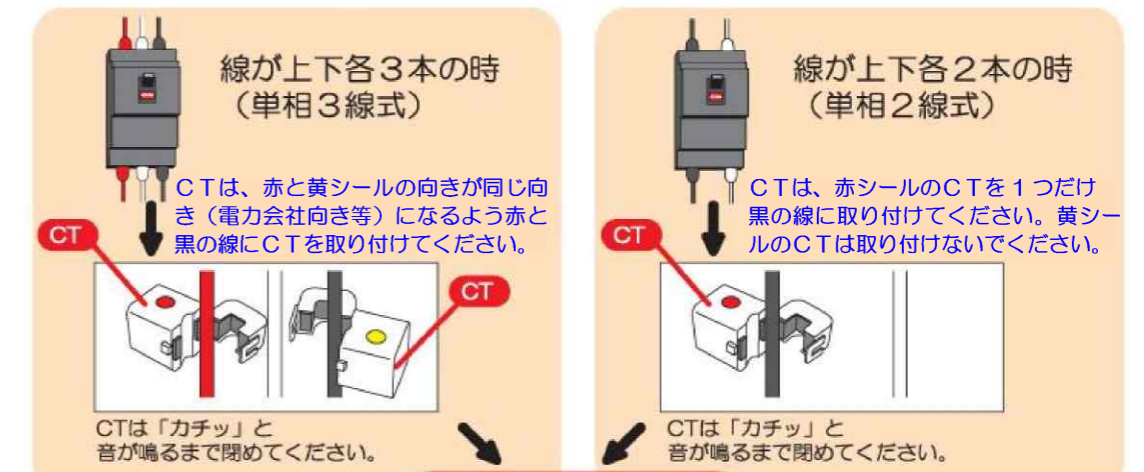 線が上下各3本の時
（単相3線式）
CTは、赤と黄シールの向きが同じ向
き（電力会社向き等）になるよう赤と
黒の線にCTを取り付けてください。
CT
CT
CTは「カチッ」と
音が鳴るまで閉めてください。
線が上下各2本の時
（単相2線式）
CTは、赤シールのCTを1つだけ
黒の線に取り付けてください。黄シー
ルのCTは取り付けないでください。
CT
CTは「カチッ」と
音が鳴るまで閉めてください。